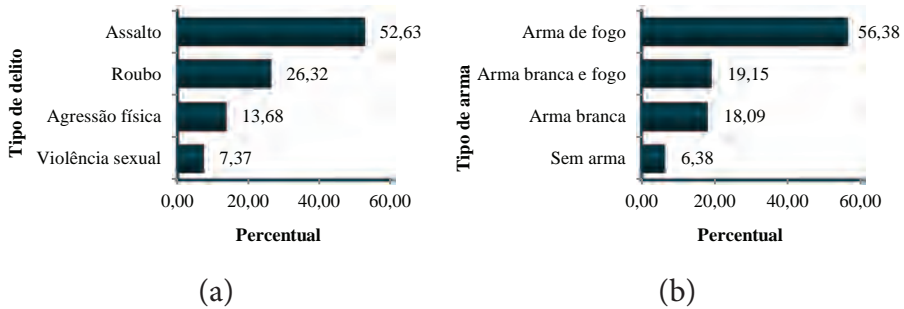 Tipo de delito
Assalto 52,63
Roubo 26,32
Agressão física 13,68
Violência sexual 7,37
0,00 20,00 40,00 60,00
Percentual
(a)
Tipo de arma
Arma de fogo 56,38
Arma branca e fogo 19,15
Arma branca 18,09
Sem arma 6,38
0,00 20,00 40,00 60,00
Percentual
(b)